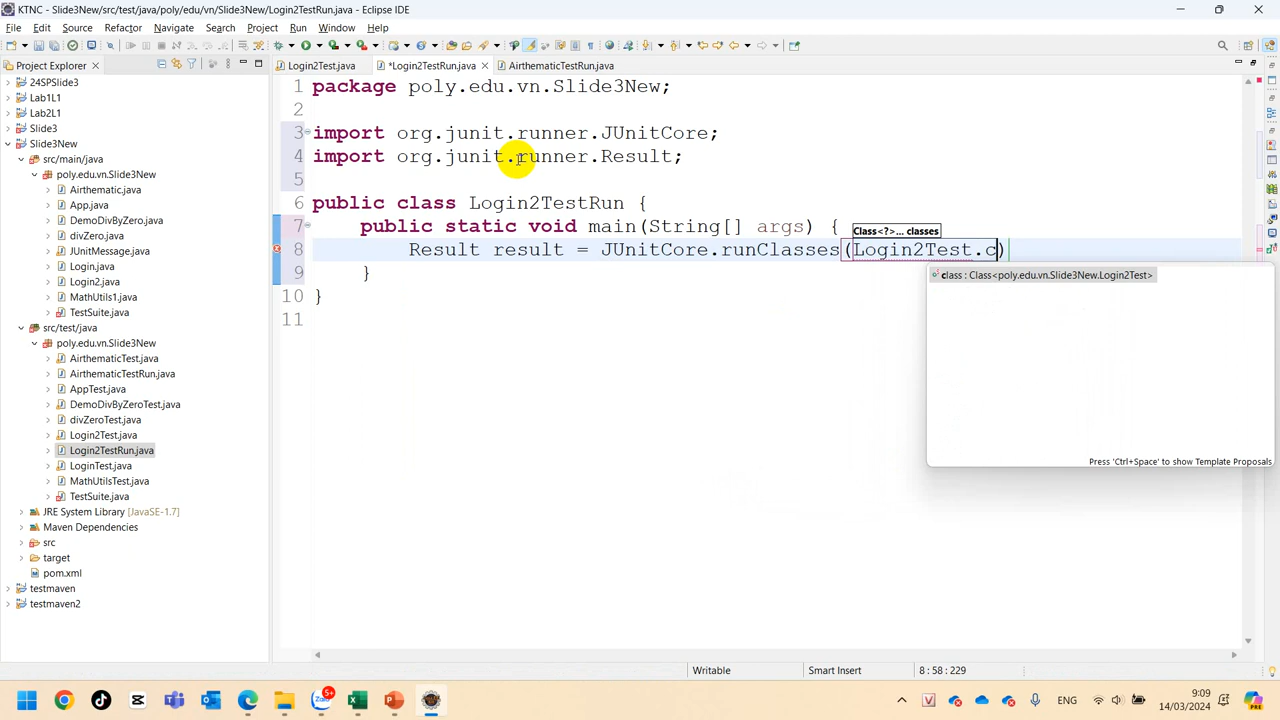 KTNC - Slide3New/src/test/java/poly/edu/vn/Slide3New/Login2TestRun.java - Eclipse IDE
File Edit Source Refactor Navigate Search Project Run Window Help
Project Explorer
Login2Test.java
*Login2TestRun.java
AirthematicTestRun.java
24SPSlide3
Lab1L1
Lab2L1
Slide3
Slide3New
src/main/java
poly.edu.vn.Slide3New
Airthematic.java
App.java
DemoDivByZero.java
divZero.java
JUnitMessage.java
Login.java
Login2.java
MathUtils1.java
TestSuite.java
src/test/java
poly.edu.vn.Slide3New
AirthematicTest.java
AirthematicTestRun.java
AppTest.java
DemoDivByZeroTest.java
divZeroTest.java
Login2Test.java
Login2TestRun.java
LoginTest.java
MathUtilsTest.java
TestSuite.java
JRE System Library [JavaSE-1.7]
Maven Dependencies
src
target
pom.xml
testmaven
testmaven2
1 package poly.edu.vn.Slide3New;
2
3 import org.junit.runner.JUnitCore;
4 import org.junit.runner.Result;
5
6 public class Login2TestRun {
7 public static void main(String[] args) {
Class<?>... classes
8 Result result = JUnitCore.runClasses(Login2Test.c)
9 }
10 }
11
class : Class<poly.edu.vn.Slide3New.Login2Test>
Press 'Ctrl+Space' to show Template Proposals
Writable Smart Insert 8 : 58 : 229
5+
Zalo
ENG
9:09
14/03/2024
PRE